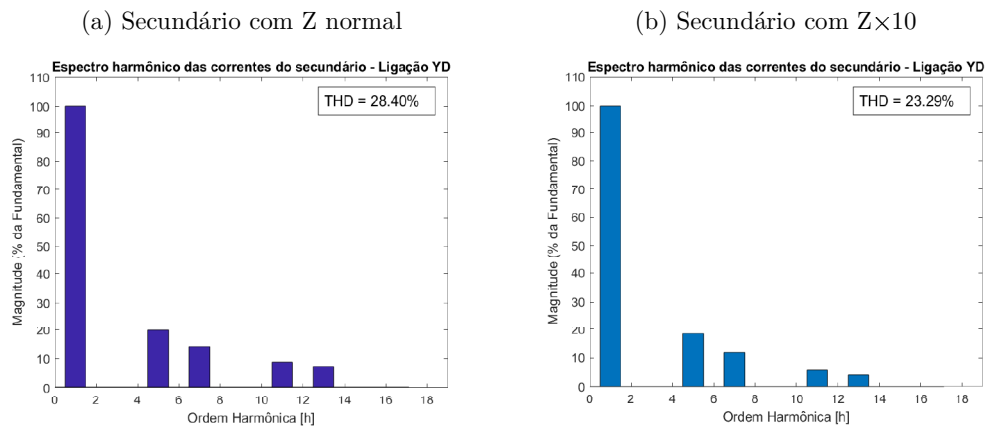 (a) Secundário com Z normal
Espectro harmônico das correntes do secundário - Ligação YD
THD = 28.40%
Magnitude (% da Fundamental)
110
100
90
80
70
60
50
40
30
20
10
0
0 2 4 6 8 10 12 14 16 18
Ordem Harmônica [h]
(b) Secundário com Z×10
Espectro harmônico das correntes do secundário - Ligação YD
THD = 23.29%
Magnitude (% da Fundamental)
110
100
90
80
70
60
50
40
30
20
10
0
0 2 4 6 8 10 12 14 16 18
Ordem Harmônica [h]